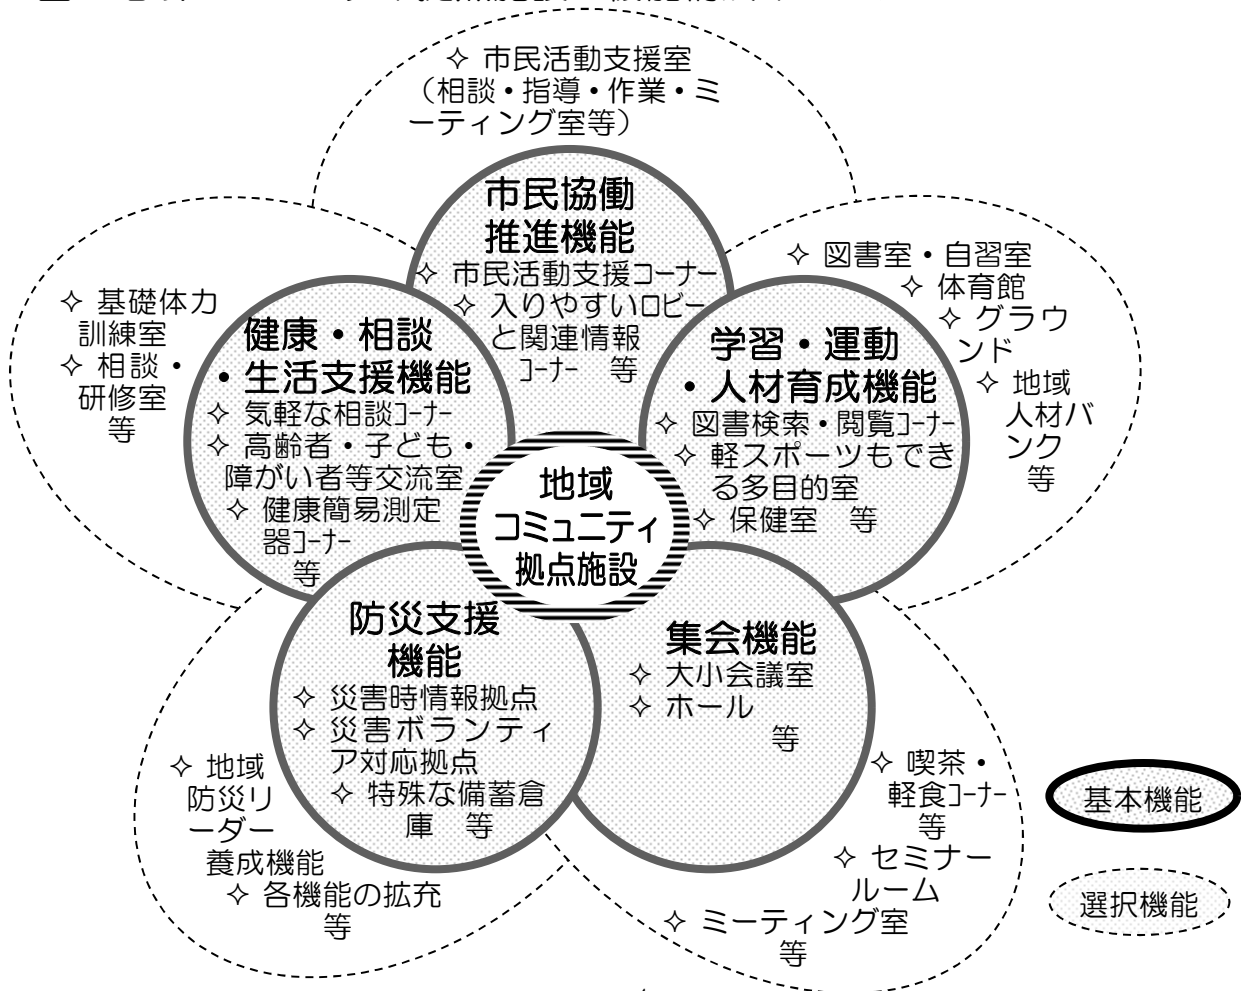 ✧ 市民活動支援室
（相談・指導・作業・ミ
ーティング室等）
市民協働
推進機能
✧ 市民活動支援コーナー
✧ 入りやすいロビー
と関連情報
コーナー　等
✧ 基礎体力
訓練室
✧ 相談・
研修室
等
健康・相談
・生活支援機能
✧ 気軽な相談コーナー
✧ 高齢者・子ども・
障がい者等交流室
✧ 健康簡易測定
器コーナー
等
✧ 図書室・自習室
✧ 体育館
✧ グラウ
ンド
✧ 地域
人材バ
ンク
等
学習・運動
・人材育成機能
✧ 図書検索・閲覧コーナー
✧ 軽スポーツもでき
る多目的室
✧ 保健室　等
地域
コミュニティ
拠点施設
防災支援
機能
✧ 災害時情報拠点
✧ 災害ボランティ
ア対応拠点
✧ 特殊な備蓄倉
庫　等
✧ 地域
防災リ
ーダー
養成機能
✧ 各機能の拡充
等
集会機能
✧ 大小会議室
✧ ホール
等
✧ 喫茶・
軽食コーナー
等
✧ セミナー
ルーム
✧ ミーティング室
等
基本機能
選択機能